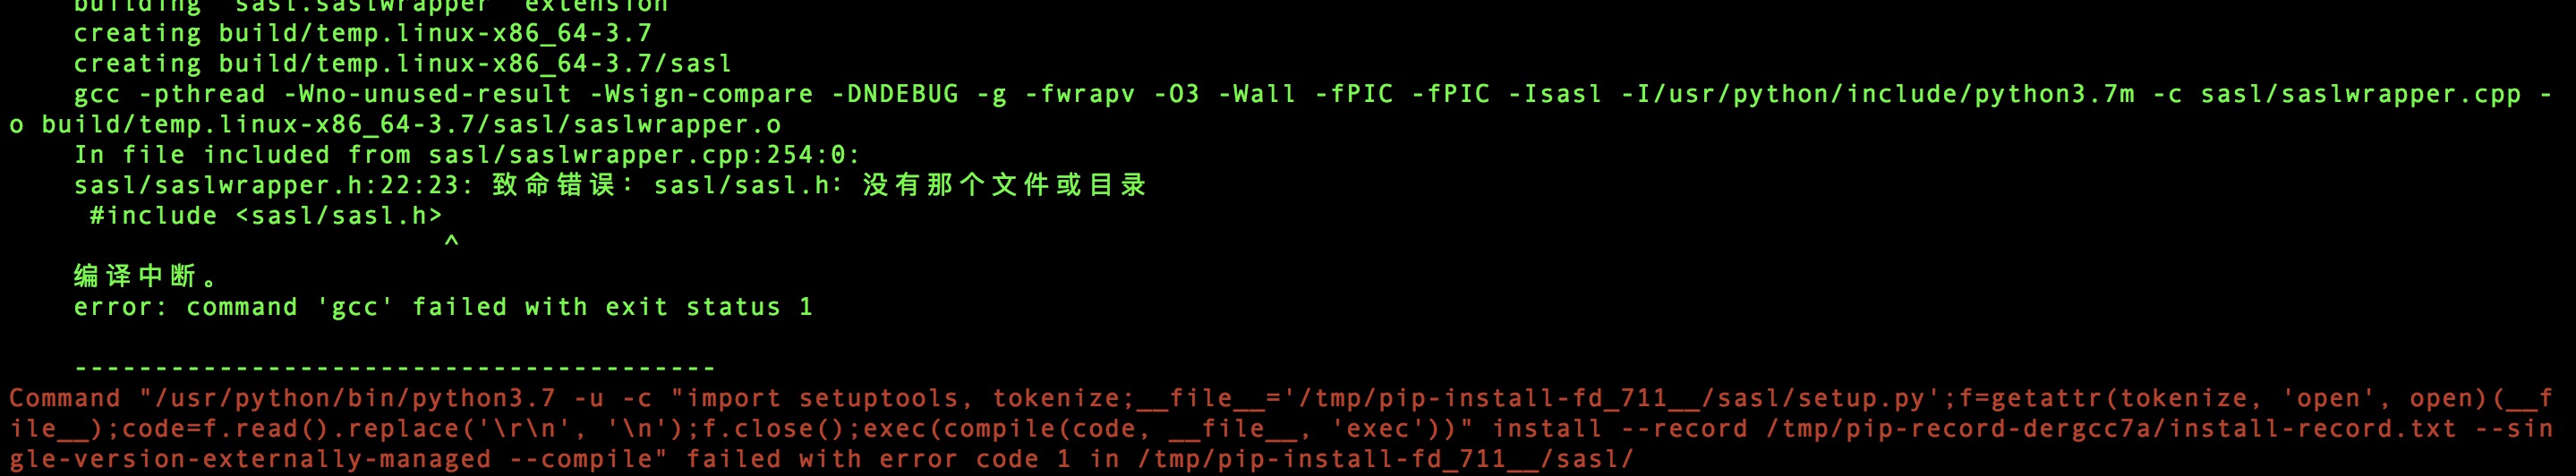 building 'sasl.saslwrapper' extension
creating build/temp.linux-x86_64-3.7
creating build/temp.linux-x86_64-3.7/sasl
gcc -pthread -Wno-unused-result -Wsign-compare -DNDEBUG -g -fwrapv -O3 -Wall -fPIC -fPIC -Isasl -I/usr/python/include/python3.7m -c sasl/saslwrapper.cpp -
o build/temp.linux-x86_64-3.7/sasl/saslwrapper.o
In file included from sasl/saslwrapper.cpp:254:0:
sasl/saslwrapper.h:22:23: 致命错误：sasl/sasl.h：没有那个文件或目录
#include <sasl/sasl.h>
^
编译中断。
error: command 'gcc' failed with exit status 1
----------------------------------------
Command "/usr/python/bin/python3.7 -u -c "import setuptools, tokenize;__file__='/tmp/pip-install-fd_711__/sasl/setup.py';f=getattr(tokenize, 'open', open)(__f
ile__);code=f.read().replace('\r\n', '\n');f.close();exec(compile(code, __file__, 'exec'))" install --record /tmp/pip-record-dergcc7a/install-record.txt --sin
gle-version-externally-managed --compile" failed with error code 1 in /tmp/pip-install-fd_711__/sasl/